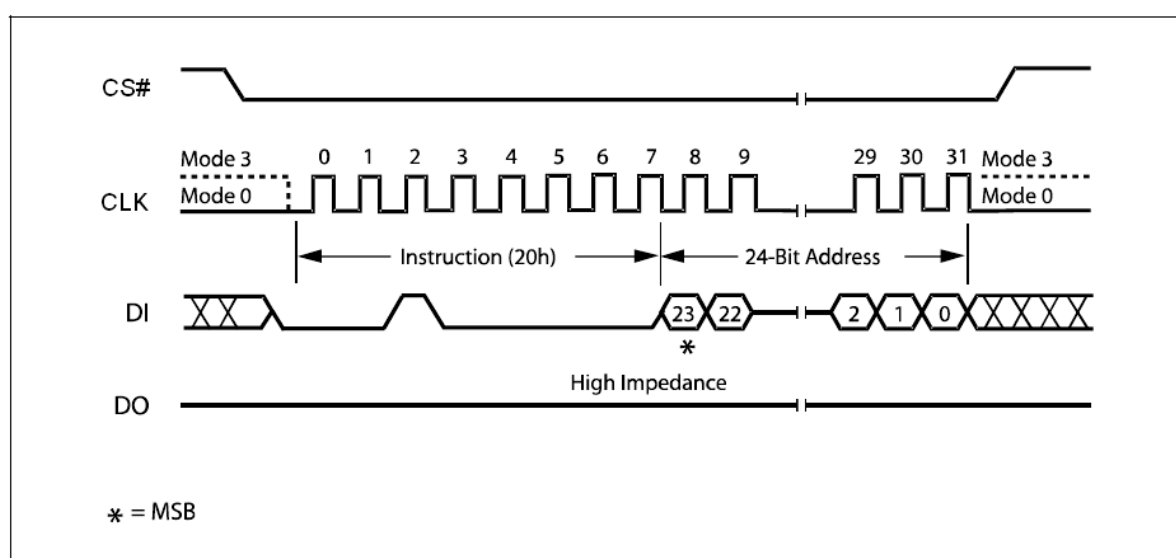 CS#
Mode 3 0 1 2 3 4 5 6 7 8 9 29 30 31 Mode 3
CLK Mode 0 Mode 0
Instruction (20h) 24-Bit Address
DI 23 22 2 1 0
*
High Impedance
DO
* = MSB